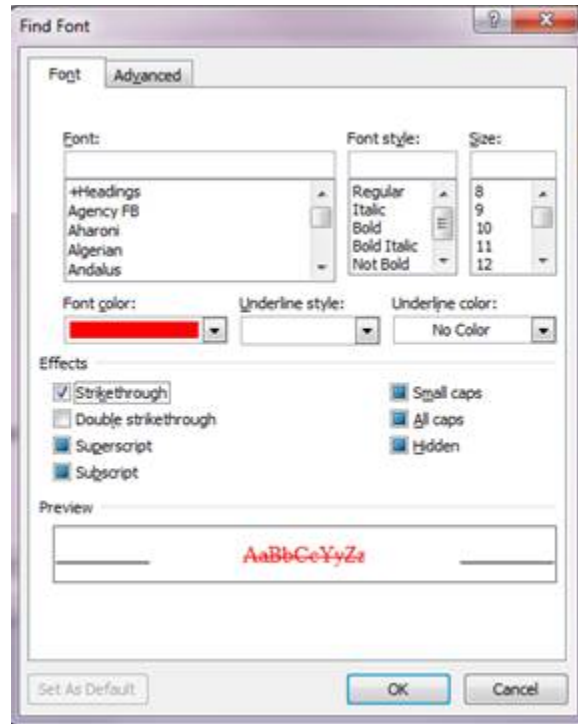 Find Font
Font Advanced
Font: Font style: Size:
+Headings Regular 8
Agency FB Italic 9
Aharoni Bold 10
Algerian Bold Italic 11
Andalus Not Bold 12
Font color: Underline style: Underline color:
No Color
Effects
Strikethrough Small caps
Double strikethrough All caps
Superscript Hidden
Subscript
Preview
AaBbCcYyZz
Set As Default OK Cancel